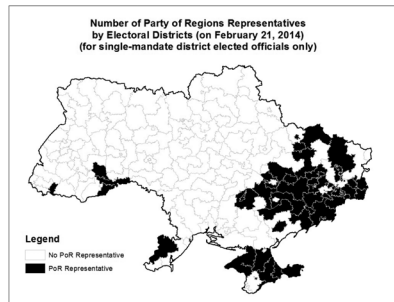 Number of Party of Regions Representatives
by Electoral Districts (on February 21, 2014)
(for single-mandate district elected officials only)
Legend
No PoR Representative
PoR Representative